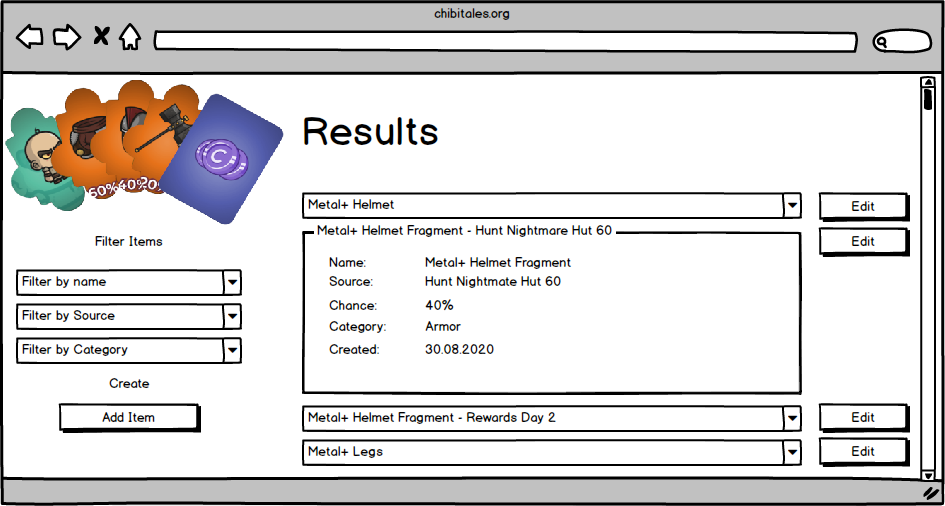 chibitales.org
60%
40%
20%
C
Results
Filter Items
Filter by name
Filter by Source
Filter by Category
Create
Add Item
Metal+ Helmet
Edit
Metal+ Helmet Fragment - Hunt Nightmare Hut 60
Edit
Name: Metal+ Helmet Fragment
Source: Hunt Nightmate Hut 60
Chance: 40%
Category: Armor
Created: 30.08.2020
Metal+ Helmet Fragment - Rewards Day 2
Edit
Metal+ Legs
Edit